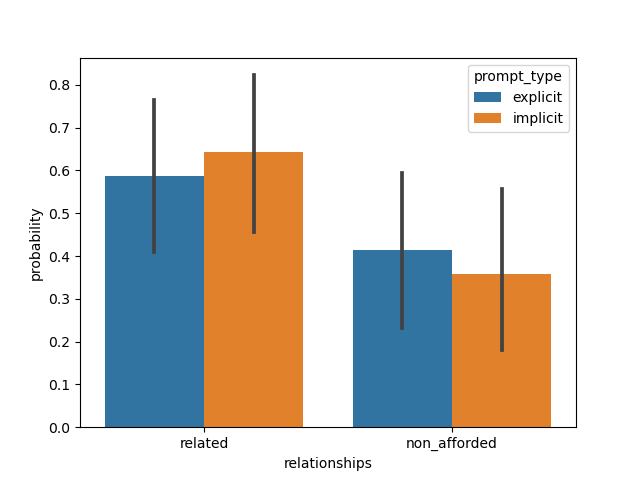 prompt_type
explicit
implicit
0.8
0.7
0.6
0.5
0.4
0.3
0.2
0.1
0.0
probability
related
non_afforded
relationships